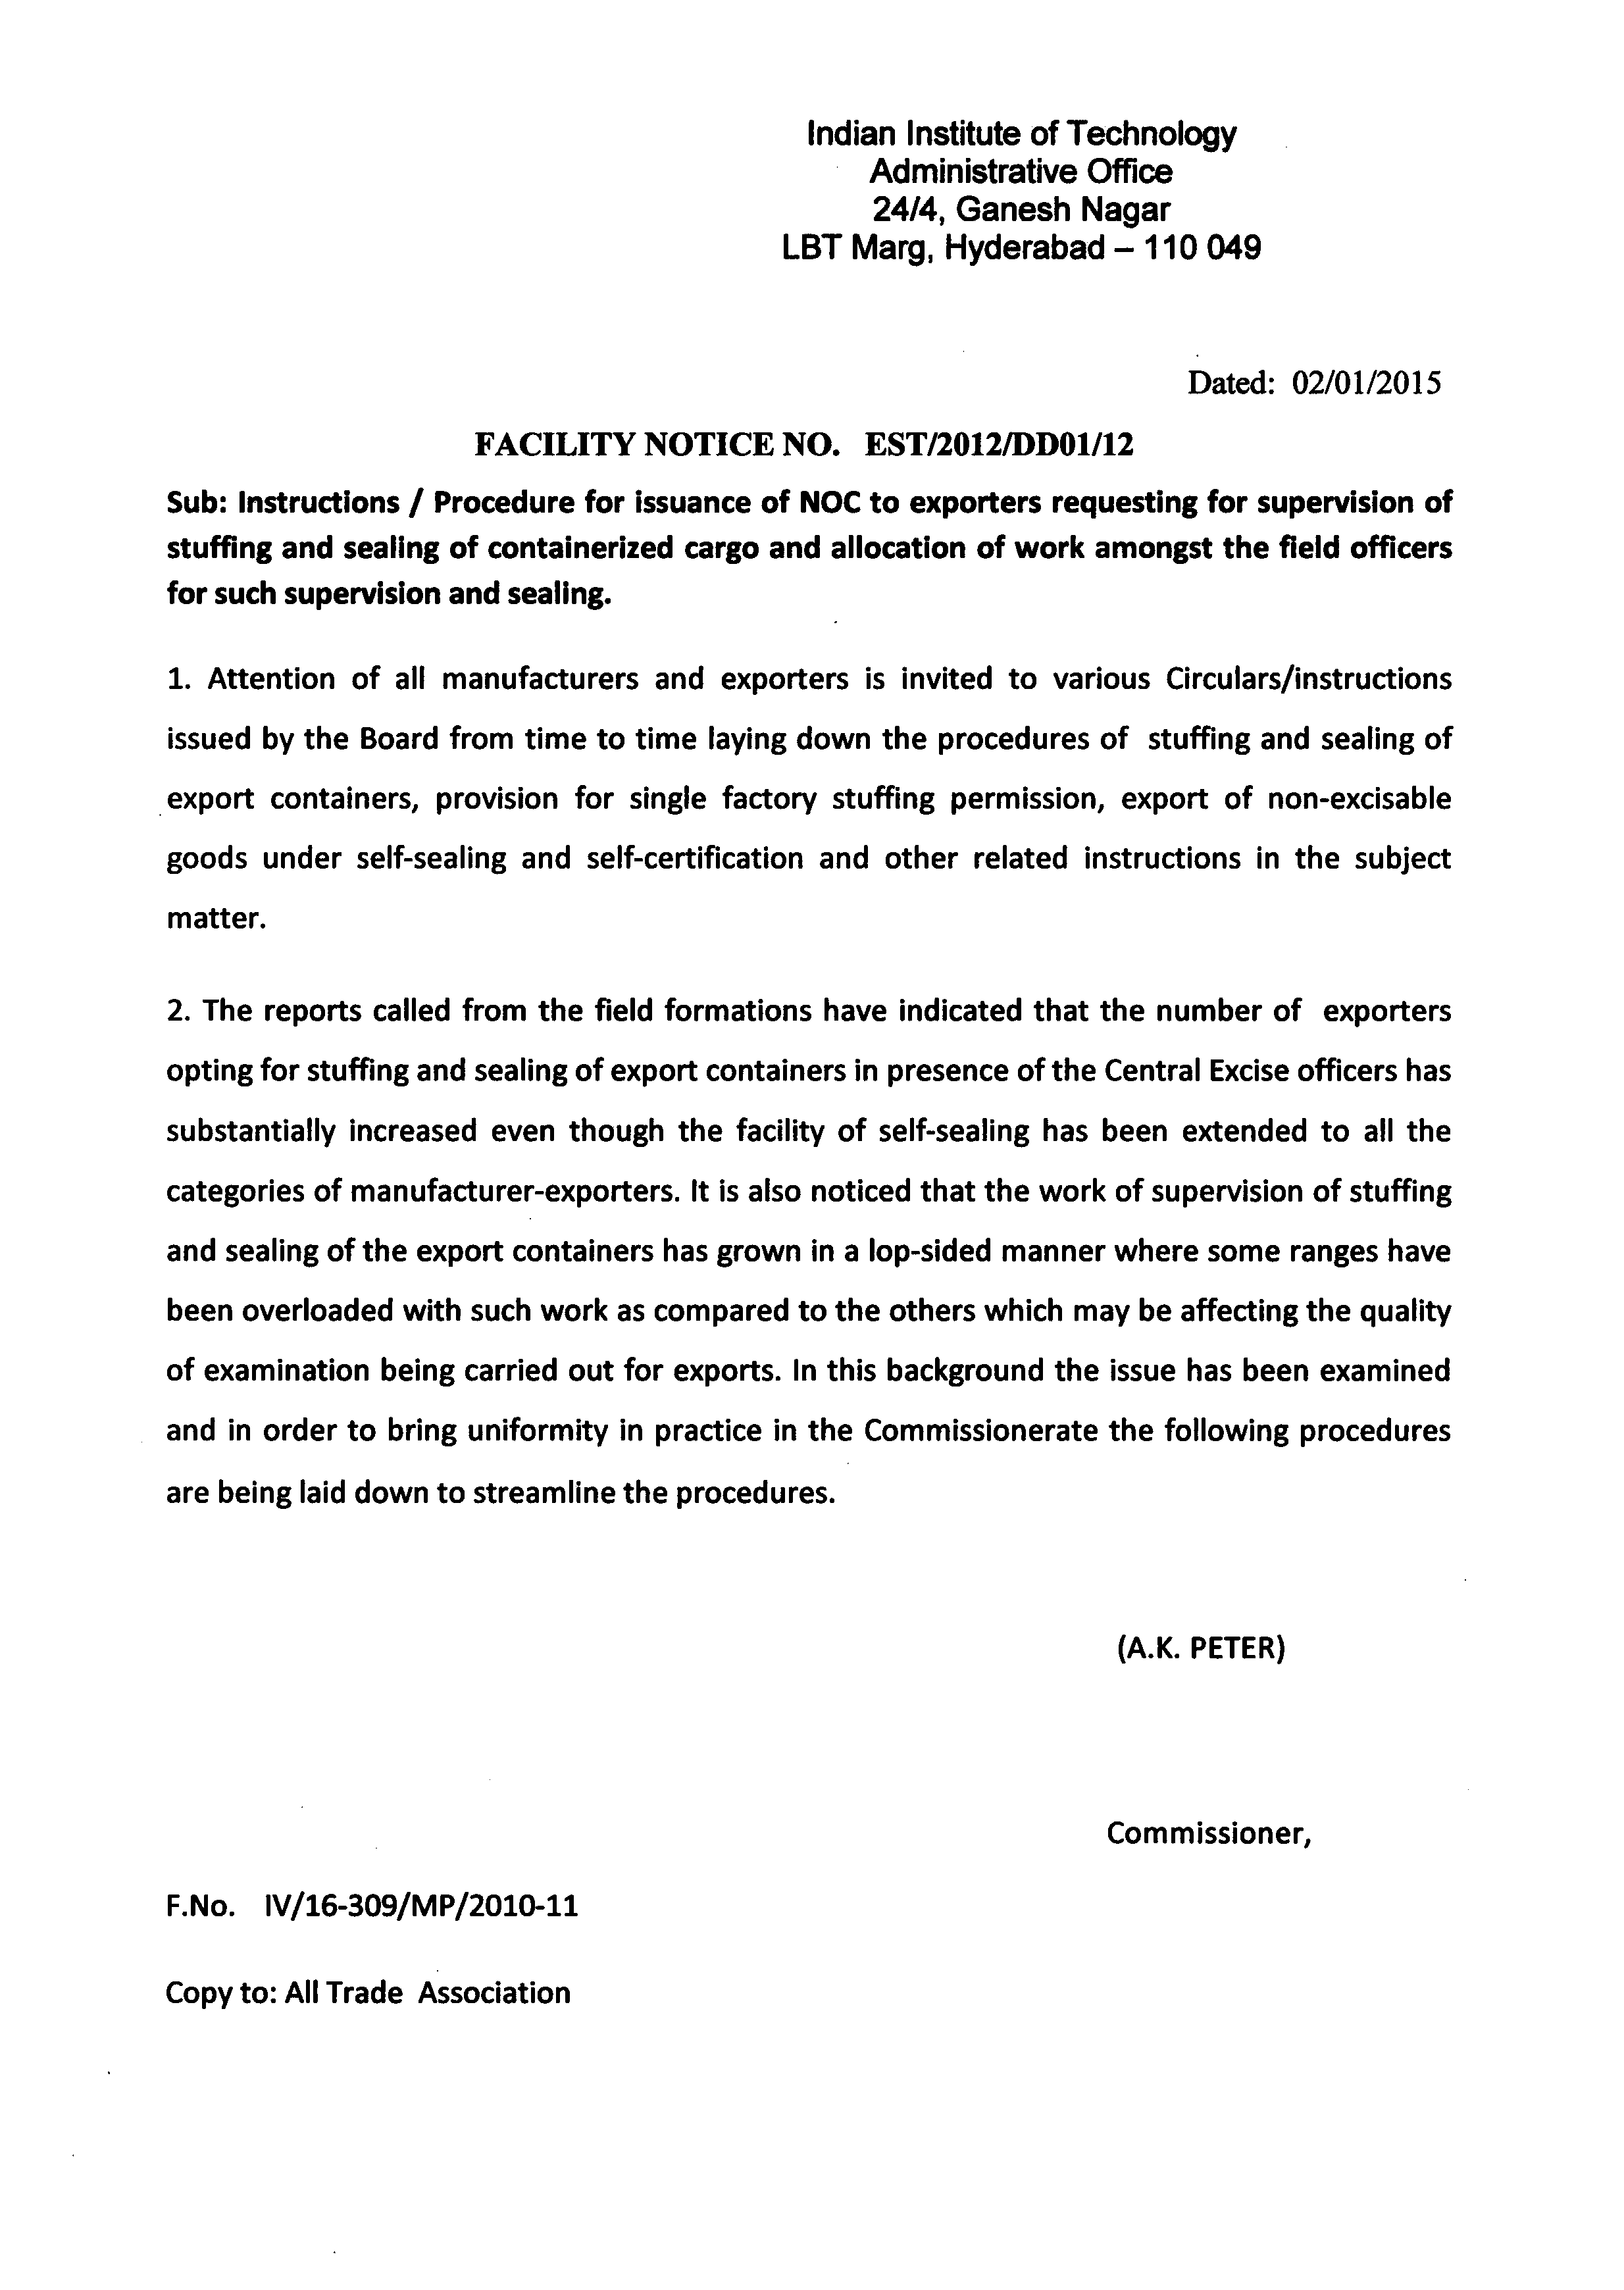 Indian Institute of Technology
Administrative Office
24/4, Ganesh Nagar
LBT Marg, Hyderabad – 110 049
Dated: 02/01/2015
FACILITY NOTICE NO. EST/2012/DD01/12
Sub: Instructions / Procedure for issuance of NOC to exporters requesting for supervision of
stuffing and sealing of containerized cargo and allocation of work amongst the field officers
for such supervision and sealing.
1. Attention of all manufacturers and exporters is invited to various Circulars/instructions
issued by the Board from time to time laying down the procedures of stuffing and sealing of
export containers, provision for single factory stuffing permission, export of non-excisable
goods under self-sealing and self-certification and other related instructions in the subject
matter.
2. The reports called from the field formations have indicated that the number of exporters
opting for stuffing and sealing of export containers in presence of the Central Excise officers has
substantially increased even though the facility of self-sealing has been extended to all the
categories of manufacturer-exporters. It is also noticed that the work of supervision of stuffing
and sealing of the export containers has grown in a lop-sided manner where some ranges have
been overloaded with such work as compared to the others which may be affecting the quality
of examination being carried out for exports. In this background the issue has been examined
and in order to bring uniformity in practice in the Commissionerate the following procedures
are being laid down to streamline the procedures.
(A.K. PETER)
Commissioner,
F.No. IV/16-309/MP/2010-11
Copy to: All Trade Association